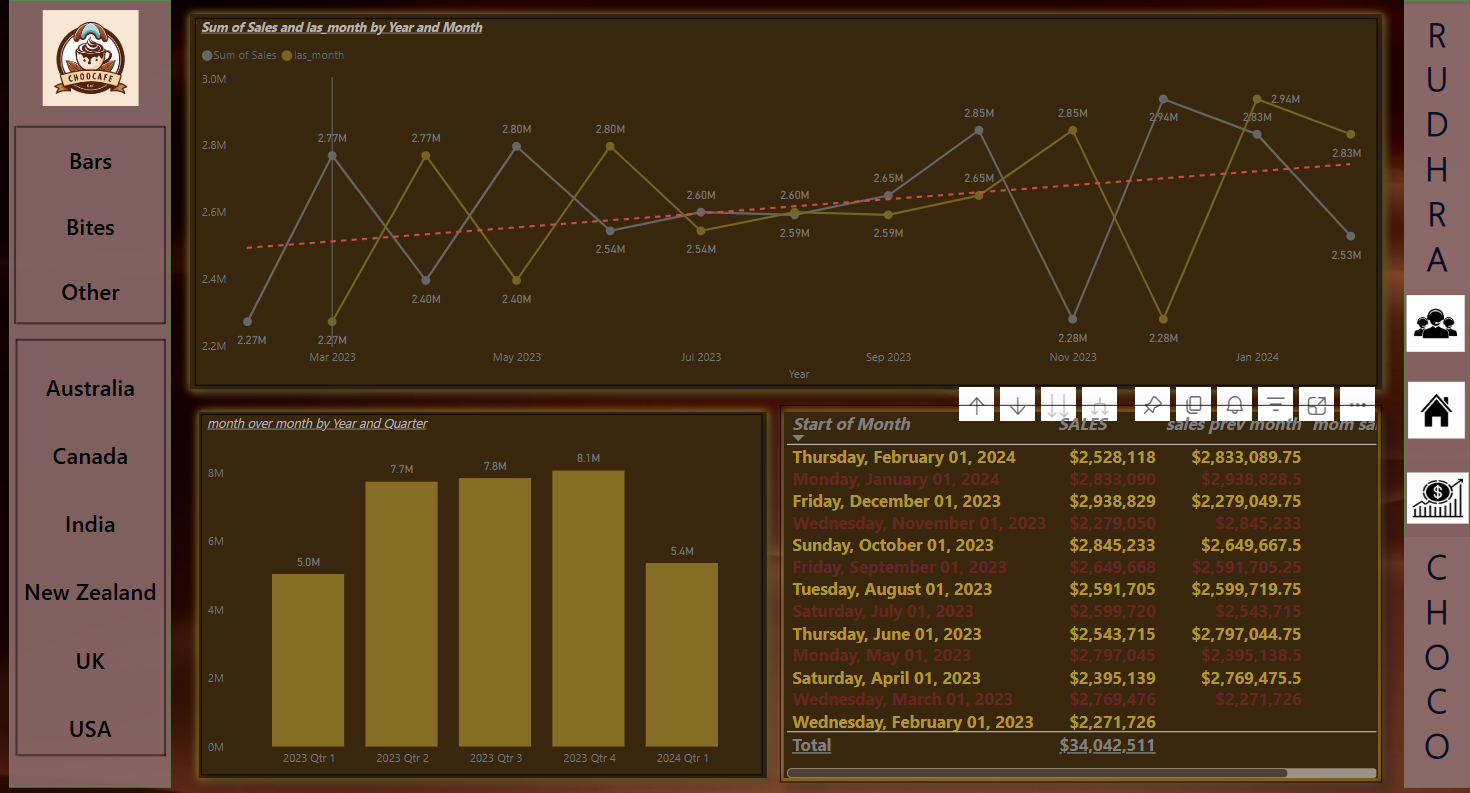 CHOOCAFE
Bars
Bites
Other
Australia
Canada
India
New Zealand
UK
USA
Sum of Sales and las_month by Year and Month
Sum of Sales las_month
3.0M
2.8M
2.6M
2.4M
2.2M
2.27M
2.77M
2.27M
2.77M
2.40M
2.80M
2.40M
2.80M
2.54M
2.60M
2.54M
2.60M
2.59M
2.65M
2.59M
2.85M
2.65M
2.85M
2.28M
2.94M
2.28M
2.94M
2.83M
2.83M
2.53M
Mar 2023 May 2023 Jul 2023 Sep 2023 Nov 2023 Jan 2024
Year
month over month by Year and Quarter
8M
6M
4M
2M
0M
5.0M
7.7M
7.8M
8.1M
5.4M
2023 Qtr 1 2023 Qtr 2 2023 Qtr 3 2023 Qtr 4 2024 Qtr 1
Start of Month SALES sales prev month mom sa
Thursday, February 01, 2024 $2,528,118 $2,833,089.75
Monday, January 01, 2024 $2,833,090 $2,938,828.5
Friday, December 01, 2023 $2,938,829 $2,279,049.75
Wednesday, November 01, 2023 $2,279,050 $2,845,233
Sunday, October 01, 2023 $2,845,233 $2,649,667.5
Friday, September 01, 2023 $2,649,668 $2,591,705.25
Tuesday, August 01, 2023 $2,591,705 $2,599,719.75
Saturday, July 01, 2023 $2,599,720 $2,543,715
Thursday, June 01, 2023 $2,543,715 $2,797,044.75
Monday, May 01, 2023 $2,797,045 $2,395,138.5
Saturday, April 01, 2023 $2,395,139 $2,769,475.5
Wednesday, March 01, 2023 $2,769,476 $2,271,726
Wednesday, February 01, 2023 $2,271,726
Total $34,042,511
R
U
D
H
R
A
$
C
H
O
C
O